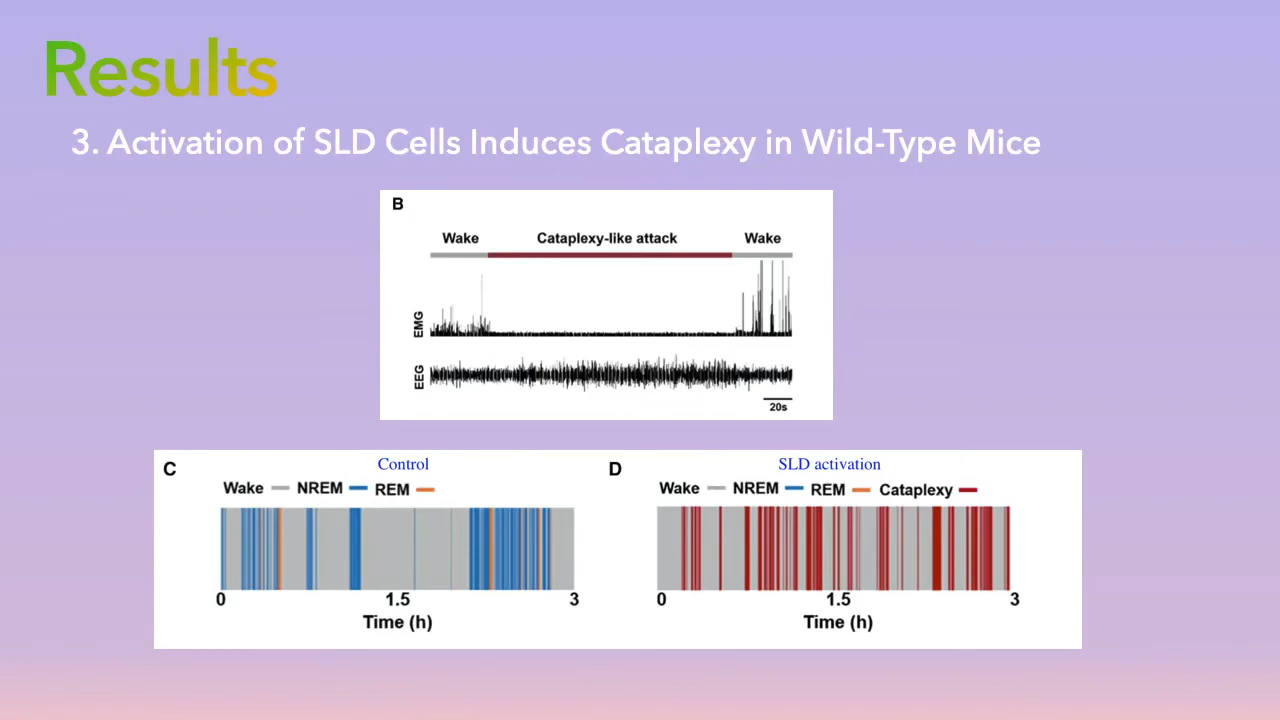 Results
3. Activation of SLD Cells Induces Cataplexy in Wild-Type Mice
B
Wake Cataplexy-like attack Wake
EMG
EEG
20s
C Control
Wake NREM REM
0 1.5 3
Time (h)
D SLD activation
Wake NREM REM Cataplexy
0 1.5 3
Time (h)